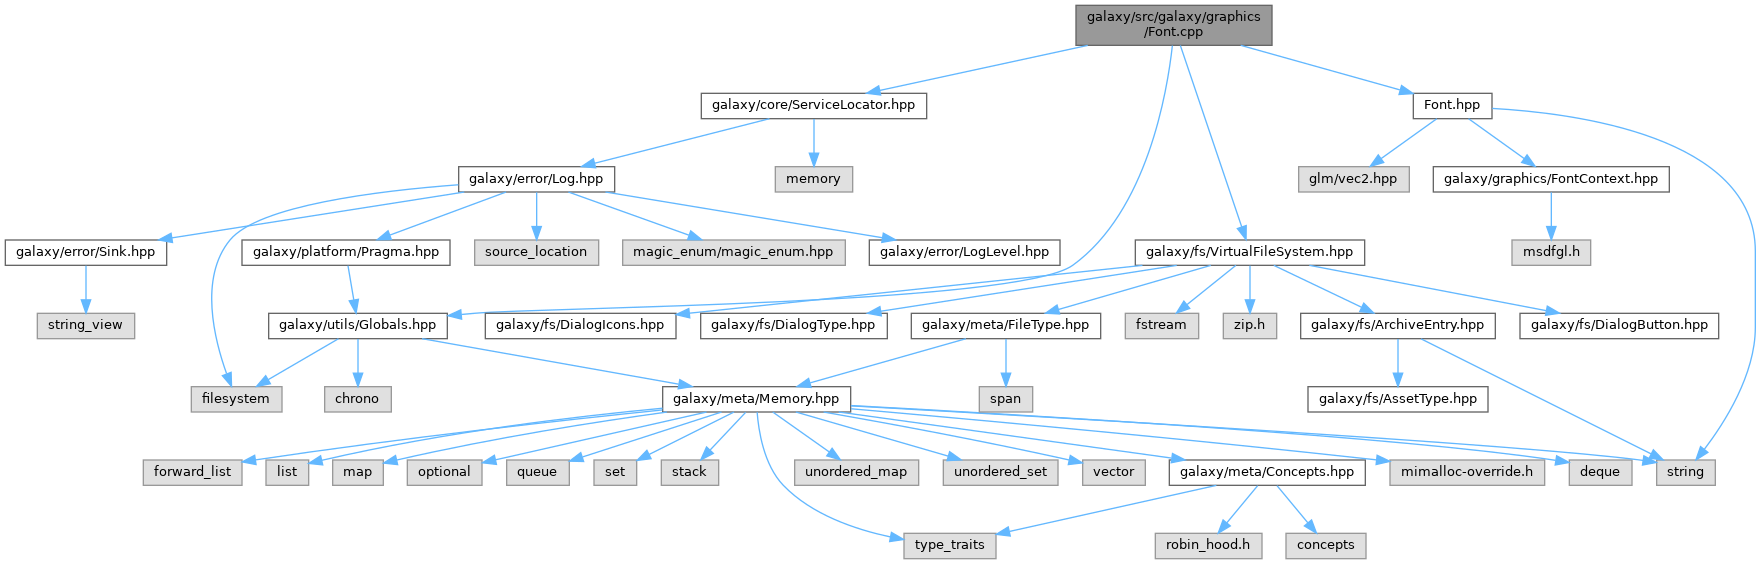 galaxy/src/galaxy/graphics
/Font.cpp
galaxy/core/ServiceLocator.hpp
Font.hpp
galaxy/error/Log.hpp
memory
glm/vec2.hpp
galaxy/graphics/FontContext.hpp
galaxy/error/Sink.hpp
galaxy/platform/Pragma.hpp
source_location
magic_enum/magic_enum.hpp
galaxy/error/LogLevel.hpp
galaxy/fs/VirtualFileSystem.hpp
msdfgl.h
string_view
galaxy/utils/Globals.hpp
galaxy/fs/DialogIcons.hpp
galaxy/fs/DialogType.hpp
galaxy/meta/FileType.hpp
fstream
zip.h
galaxy/fs/ArchiveEntry.hpp
galaxy/fs/DialogButton.hpp
filesystem
chrono
galaxy/meta/Memory.hpp
span
galaxy/fs/AssetType.hpp
forward_list
list
map
optional
queue
set
stack
unordered_map
unordered_set
vector
galaxy/meta/Concepts.hpp
mimalloc-override.h
deque
string
type_traits
robin_hood.h
concepts